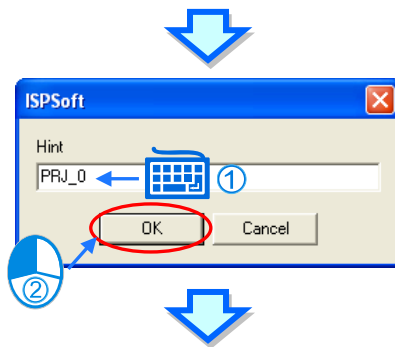 ISPSoft
Hint
PRJ_0
①
OK
Cancel
②